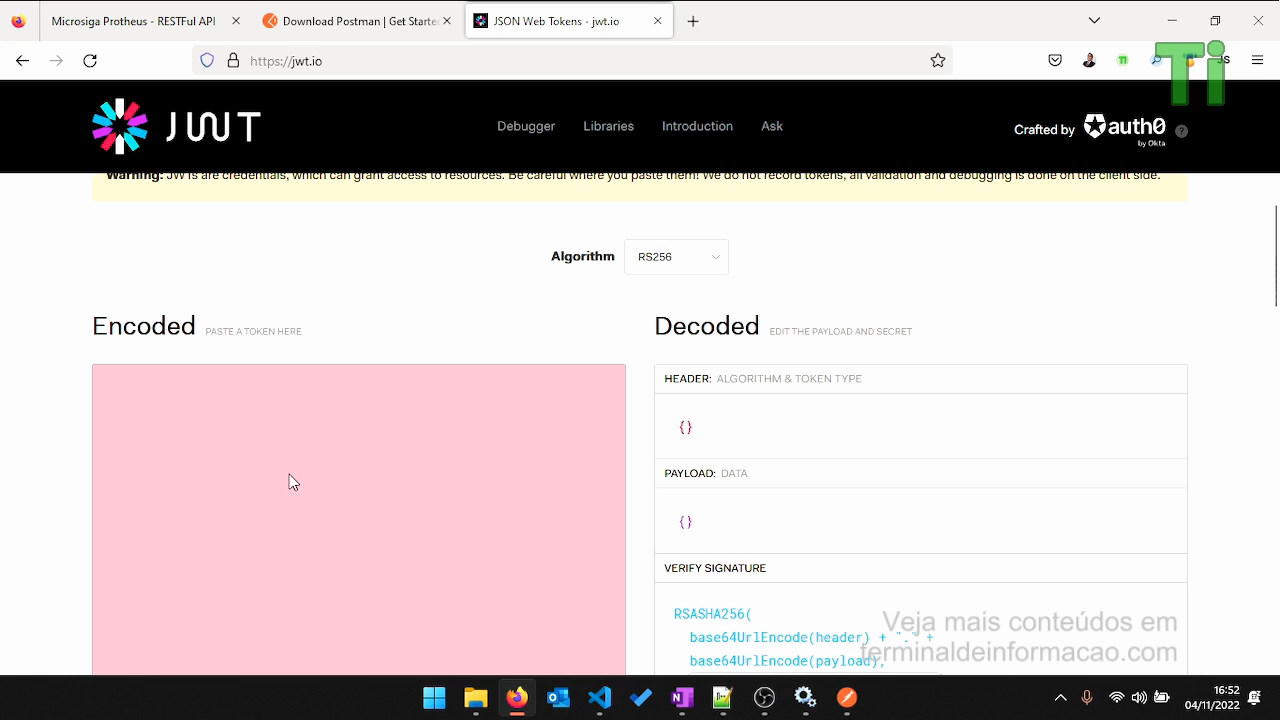 Microsiga Protheus - RESTFul API
Download Postman | Get Starte
JSON Web Tokens - jwt.io
https://jwt.io
Ti
JWT
Debugger
Libraries
Introduction
Ask
Crafted by
auth0
by Okta
?
Warning: JWTs are credentials, which can grant access to resources. Be careful where you paste them! We do not record tokens, all validation and debugging is done on the client side.
Algorithm RS256
Encoded PASTE A TOKEN HERE
Decoded EDIT THE PAYLOAD AND SECRET
HEADER: ALGORITHM & TOKEN TYPE
{}
PAYLOAD: DATA
{}
VERIFY SIGNATURE
RSASHA256(
base64UrlEncode(header) + "." +
base64UrlEncode(payload),
Veja mais conteúdos em
terminaldeinformacao.com
16:52
04/11/2022